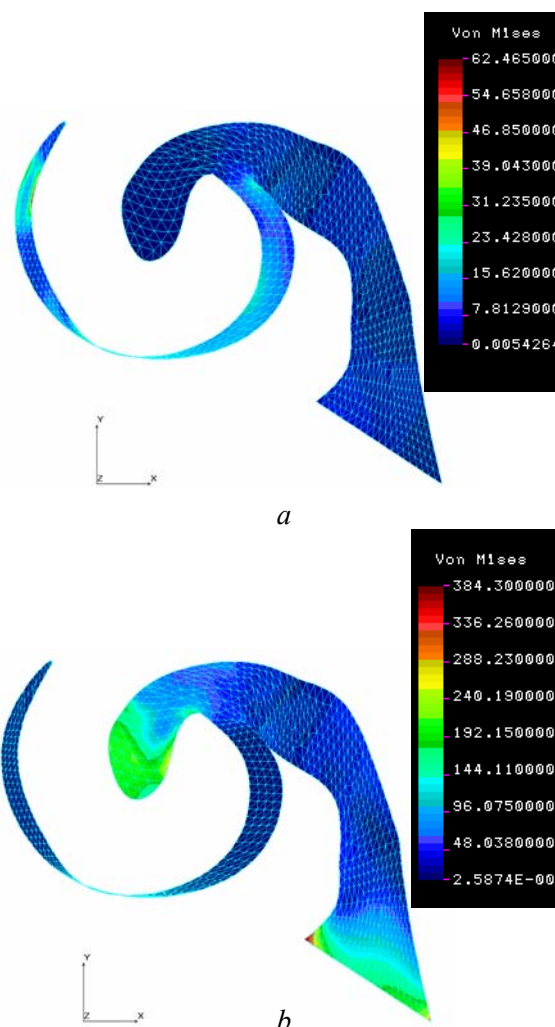 Von Mises
62.465000
54.658000
46.850000
39.043000
31.235000
23.428000
15.620000
7.8129000
0.0054264
Y
Z X
a
Von Mises
384.300000
336.260000
288.230000
240.190000
192.150000
144.110000
96.0750000
48.0380000
2.5874E-00
Y
Z X
b